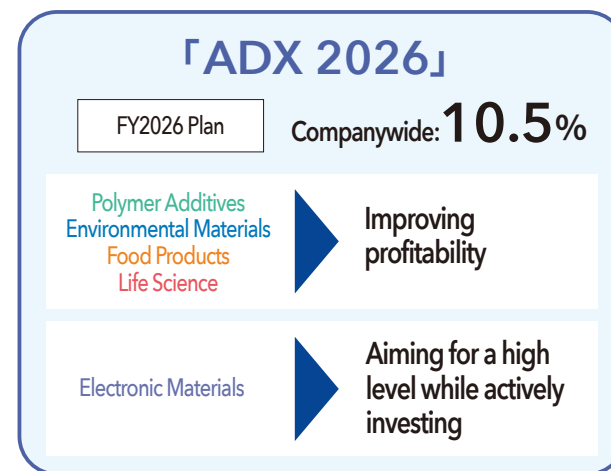 「ADX 2026」
FY2026 Plan
Companywide: 10.5%
Polymer Additives
Environmental Materials
Food Products
Life Science
Improving
profitability
Electronic Materials
Aiming for a high
level while actively
investing